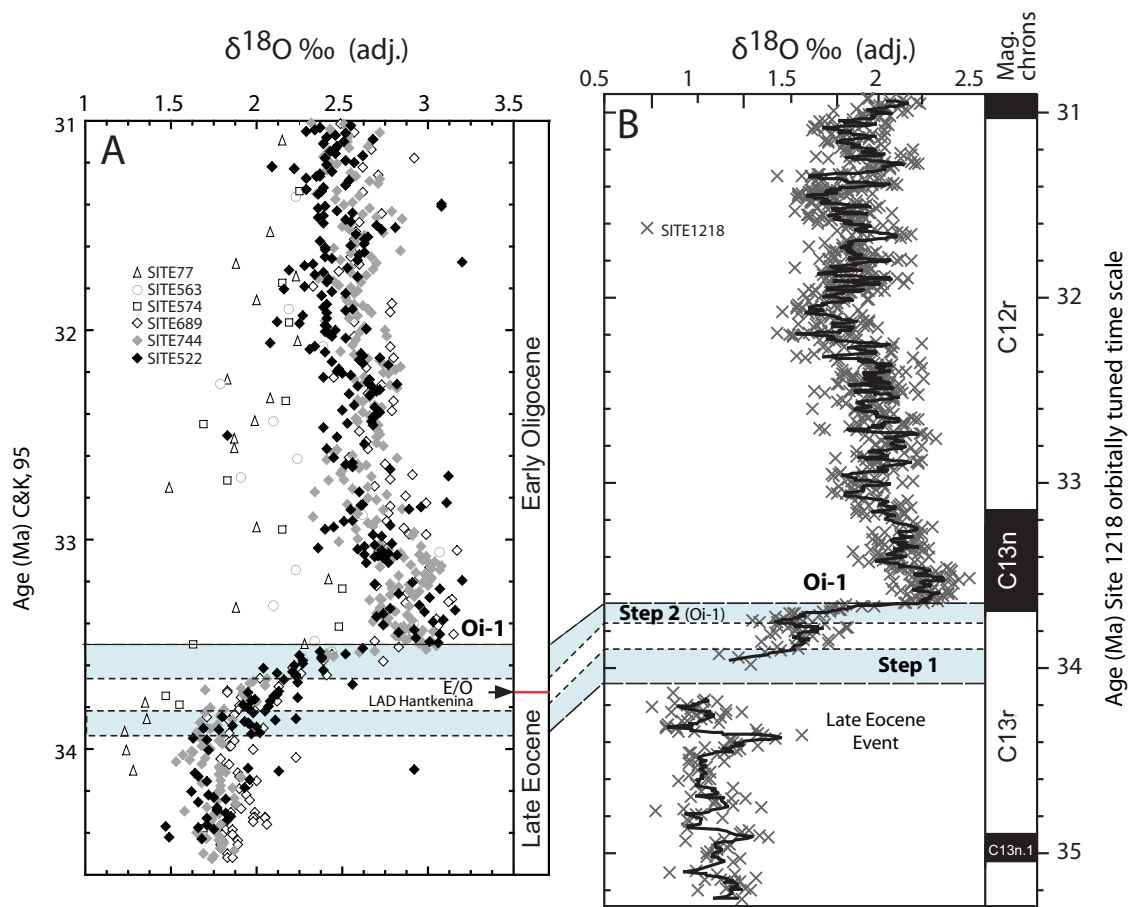 δ18O ‰ (adj.)
1 1.5 2 2.5 3 3.5
A
31
32
33
34
Age (Ma) C&K, 95
SITE77
SITE563
SITE574
SITE689
SITE744
SITE522
Oi-1
E/O
LAD Hantkenina
Early Oligocene
Late Eocene
δ18O ‰ (adj.)
0.5 1 1.5 2 2.5
Mag. chrons
B
SITE1218
Oi-1
Step 2 (Oi-1)
Step 1
Late Eocene
Event
C12r
C13n
C13r
C13n.1
31
32
33
34
35
Age (Ma) Site 1218 orbitally tuned time scale